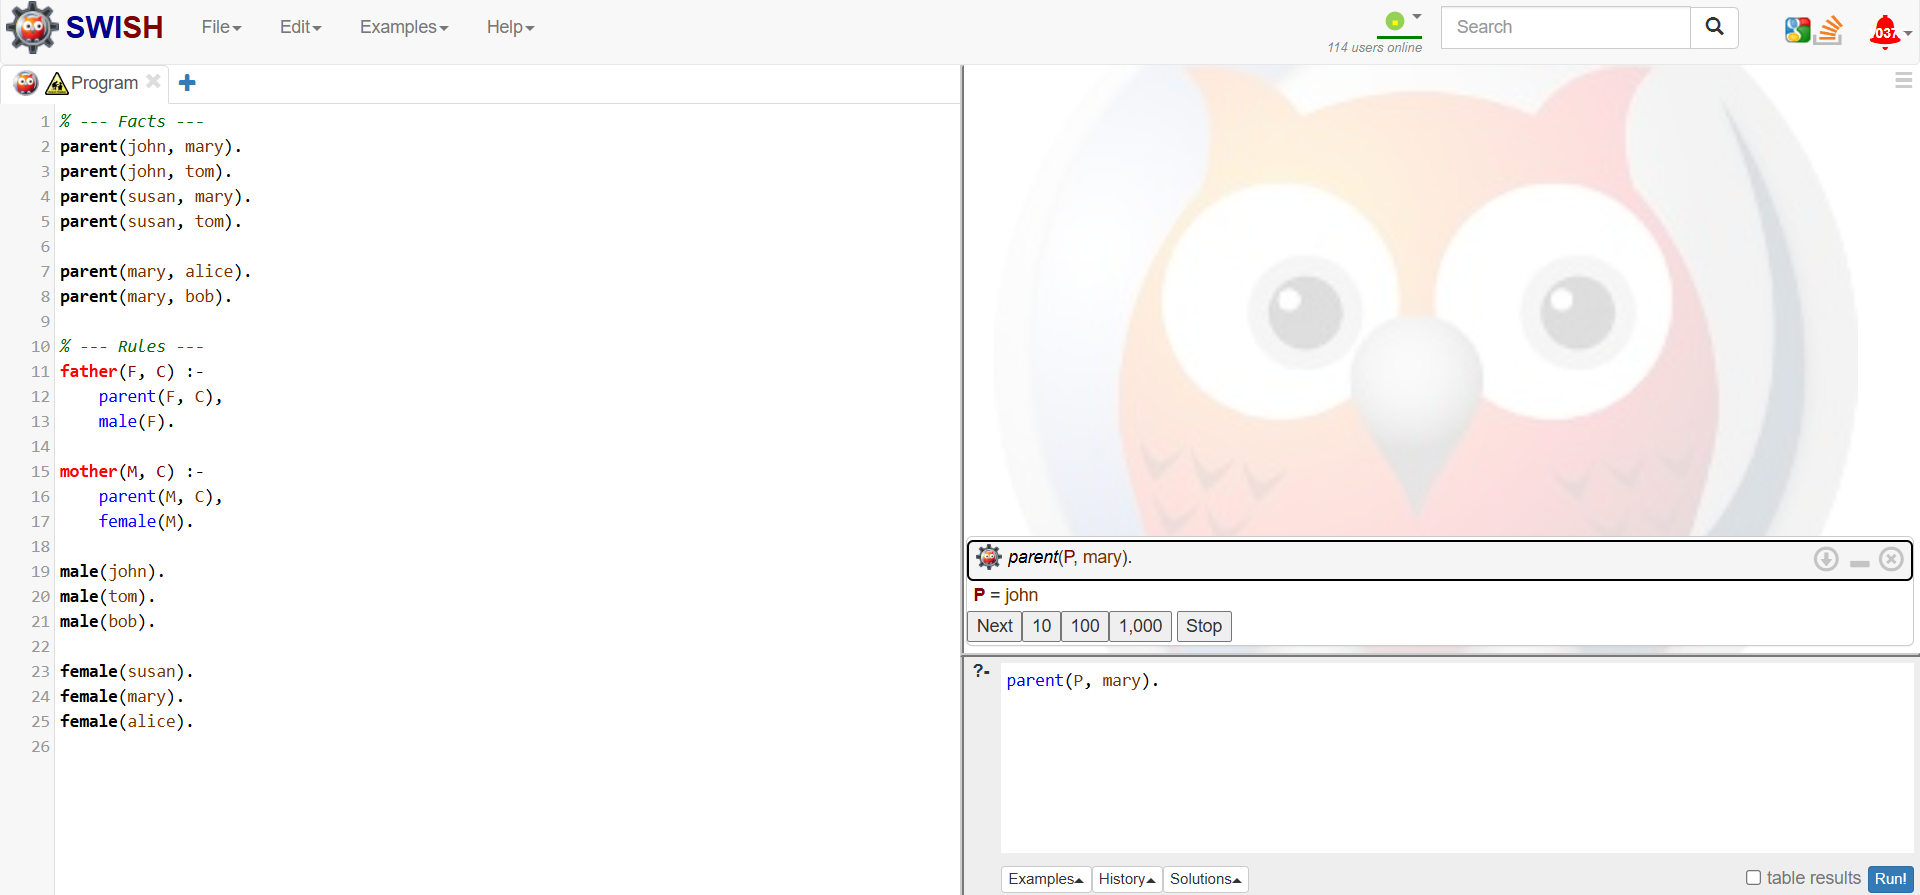 SWISH File Edit Examples Help 114 users online Search
Program
1 % --- Facts ---
2 parent(john, mary).
3 parent(john, tom).
4 parent(susan, mary).
5 parent(susan, tom).
6
7 parent(mary, alice).
8 parent(mary, bob).
9
10 % --- Rules ---
11 father(F, C) :-
12 parent(F, C),
13 male(F).
14
15 mother(M, C) :-
16 parent(M, C),
17 female(M).
18
19 male(john).
20 male(tom).
21 male(bob).
22
23 female(susan).
24 female(mary).
25 female(alice).
26
parent(P, mary).
P = john
Next 10 100 1,000 Stop
?- parent(P, mary).
Examples History Solutions table results Run!